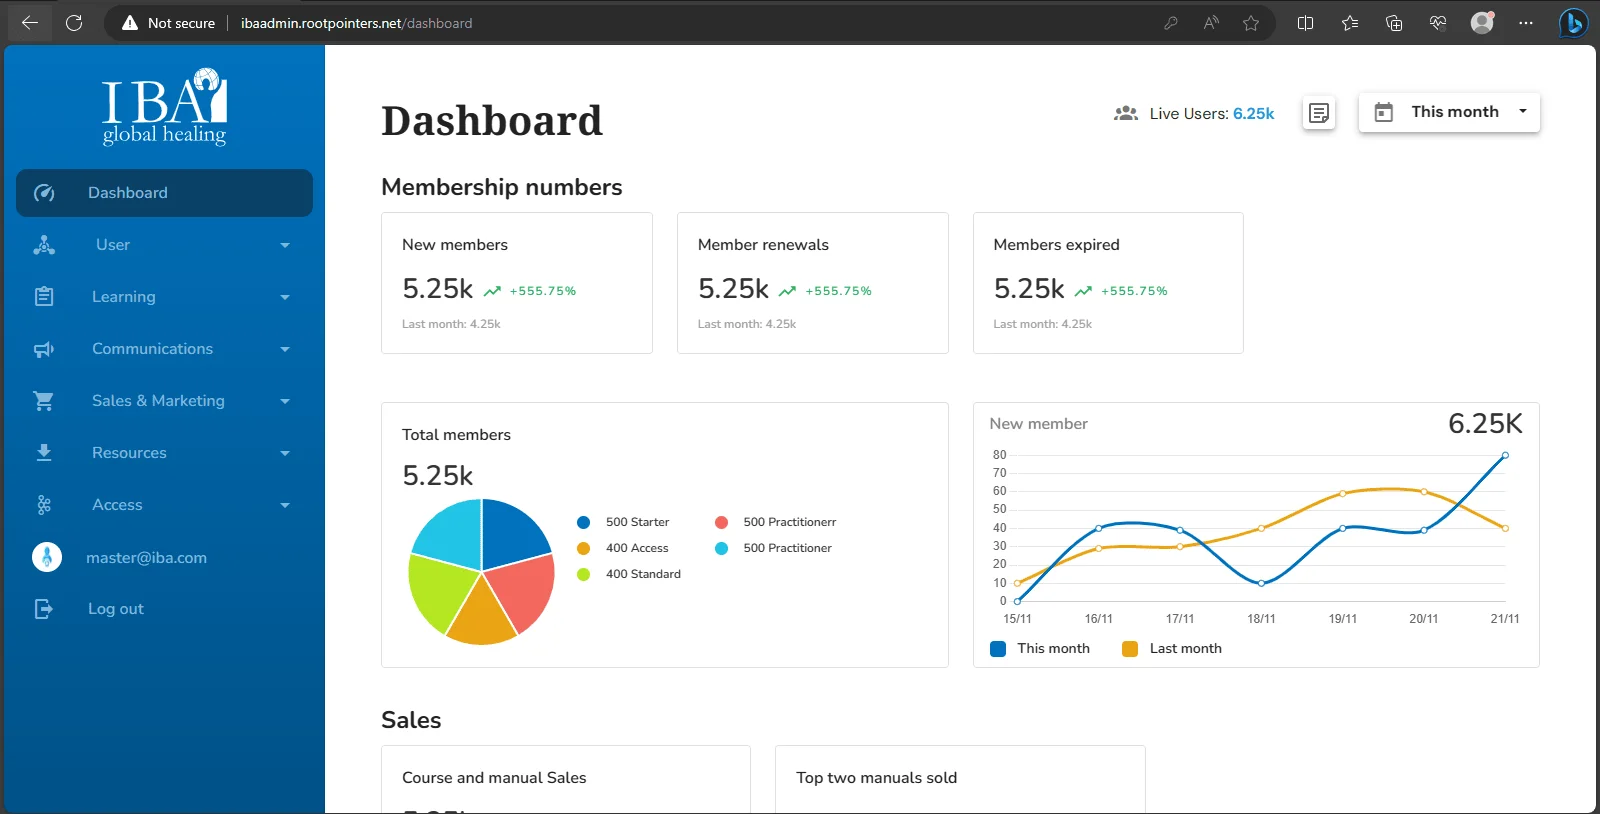 Not secure
ibaadmin.rootpointers.net/dashboard
IBA
global healing
Dashboard
User
Learning
Communications
Sales & Marketing
Resources
Access
master@iba.com
Log out
Dashboard
Live Users: 6.25k
This month
Membership numbers
New members
5.25k +555.75%
Last month: 4.25k
Member renewals
5.25k +555.75%
Last month: 4.25k
Members expired
5.25k +555.75%
Last month: 4.25k
Total members
5.25k
500 Starter
400 Access
400 Standard
500 Practitionerr
500 Practitioner
New member
6.25K
80
70
60
50
40
30
20
10
0
15/11 16/11 17/11 18/11 19/11 20/11 21/11
This month Last month
Sales
Course and manual Sales
Top two manuals sold